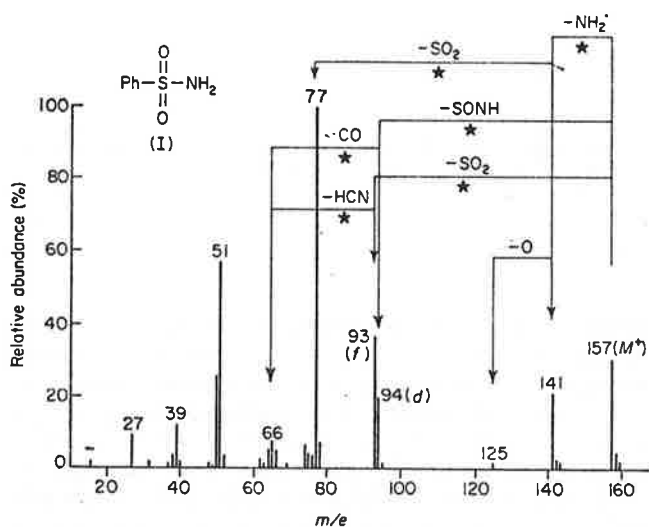 –NH₂·
★
–SO₂
★
O
Ph–S–NH₂
O
(I)
77
–SONH
★
–CO
★
–SO₂
★
–HCN
★
–O
51
93
(f)
94(d)
157(M⁺)
141
39
27
66
125
100
80
60
40
20
0
Relative abundance (%)
20 40 60 80 100 120 140 160
m/e